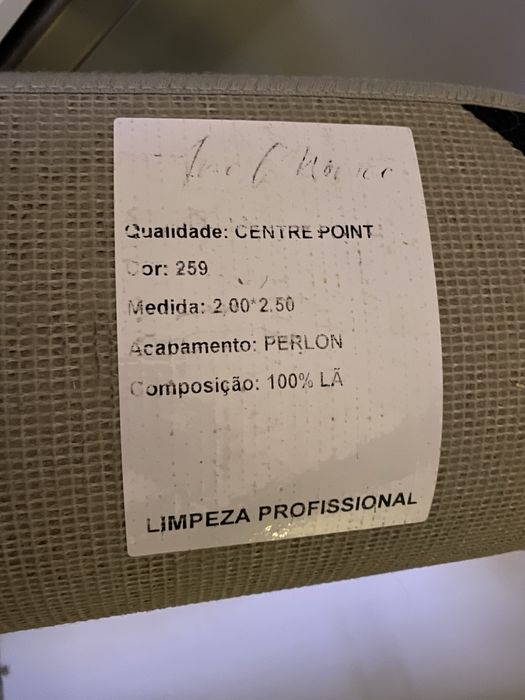 Qualidade: CENTRE POINT
Cor: 259
Medida: 2,00*2.50
Acabamento: PERLON
Composição: 100% LÃ
LIMPEZA PROFISSIONAL